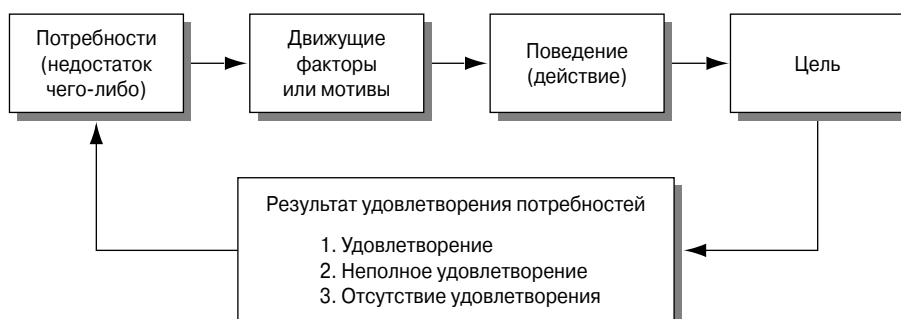 Потребности
(недостаток
чего-либо)
Движущие
факторы
или мотивы
Поведение
(действие)
Цель
Результат удовлетворения потребностей
1. Удовлетворение
2. Неполное удовлетворение
3. Отсутствие удовлетворения